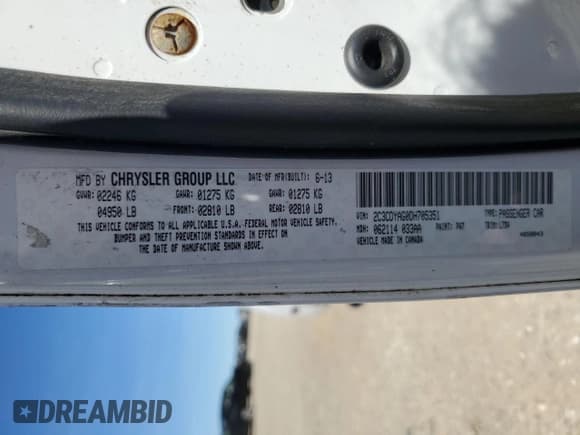 MFD BY CHRYSLER GROUP LLC DATE OF MFR(BUILT): 6-13
GVWR: 02246 KG GAWR: 01275 KG GAWR: 01275 KG
04950 LB FRONT: 02810 LB REAR: 02810 LB
THIS VEHICLE CONFORMS TO ALL APPLICABLE U.S.A. FEDERAL MOTOR VEHICLE SAFETY,
BUMPER AND THEFT PREVENTION STANDARDS IN EFFECT ON
THE DATE OF MANUFACTURE SHOWN ABOVE.
VIN: 2C3CDYAG0DH705351 TYPE: PASSENGER CAR
MDH: 062114 033AA PAINT: PW7 TRIM:
VEHICLE MADE IN CANADA
DREAMBID